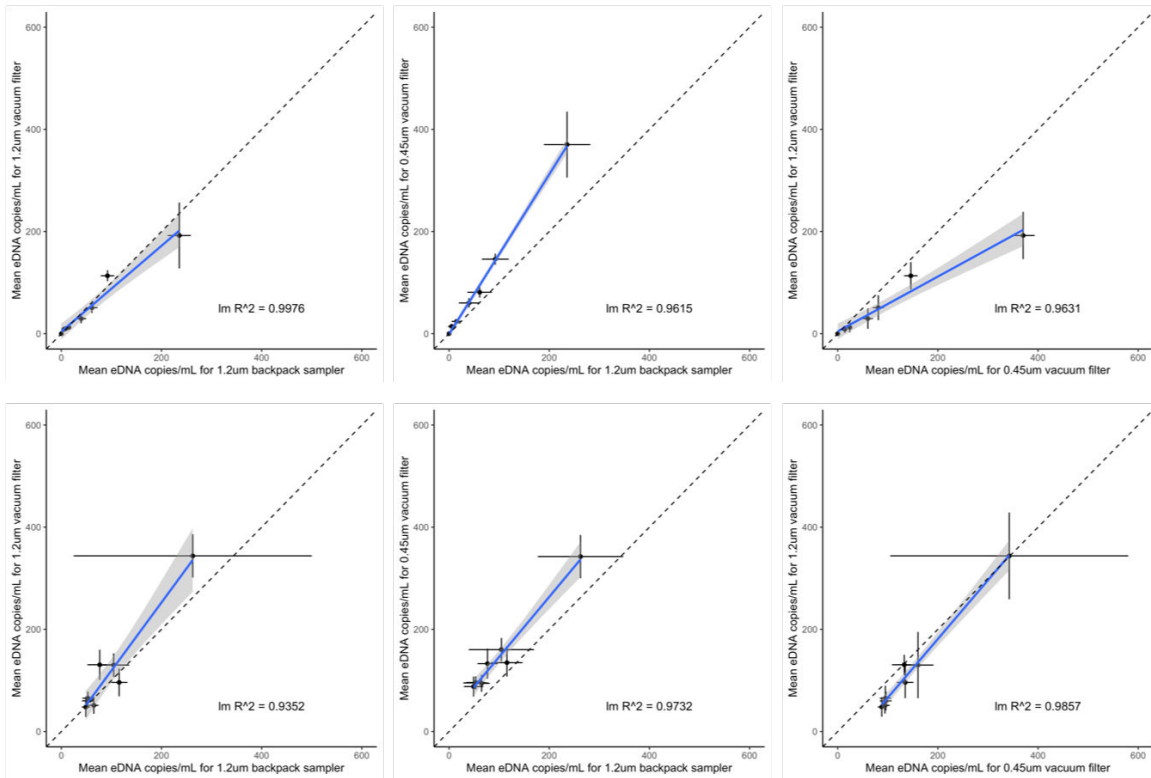 600
400
200
0
Mean eDNA copies/mL for 1.2um vacuum filter
lm R^2 = 0.9976
0 200 400 600
Mean eDNA copies/mL for 1.2um backpack sampler
600
400
200
0
Mean eDNA copies/mL for 0.45um vacuum filter
lm R^2 = 0.9615
0 200 400 600
Mean eDNA copies/mL for 1.2um backpack sampler
600
400
200
0
Mean eDNA copies/mL for 1.2um vacuum filter
lm R^2 = 0.9631
0 200 400 600
Mean eDNA copies/mL for 0.45um vacuum filter
600
400
200
0
Mean eDNA copies/mL for 1.2um vacuum filter
lm R^2 = 0.9352
0 200 400 600
Mean eDNA copies/mL for 1.2um backpack sampler
600
400
200
0
Mean eDNA copies/mL for 0.45um vacuum filter
lm R^2 = 0.9732
0 200 400 600
Mean eDNA copies/mL for 1.2um backpack sampler
600
400
200
0
Mean eDNA copies/mL for 1.2um vacuum filter
lm R^2 = 0.9857
0 200 400 600
Mean eDNA copies/mL for 0.45um vacuum filter